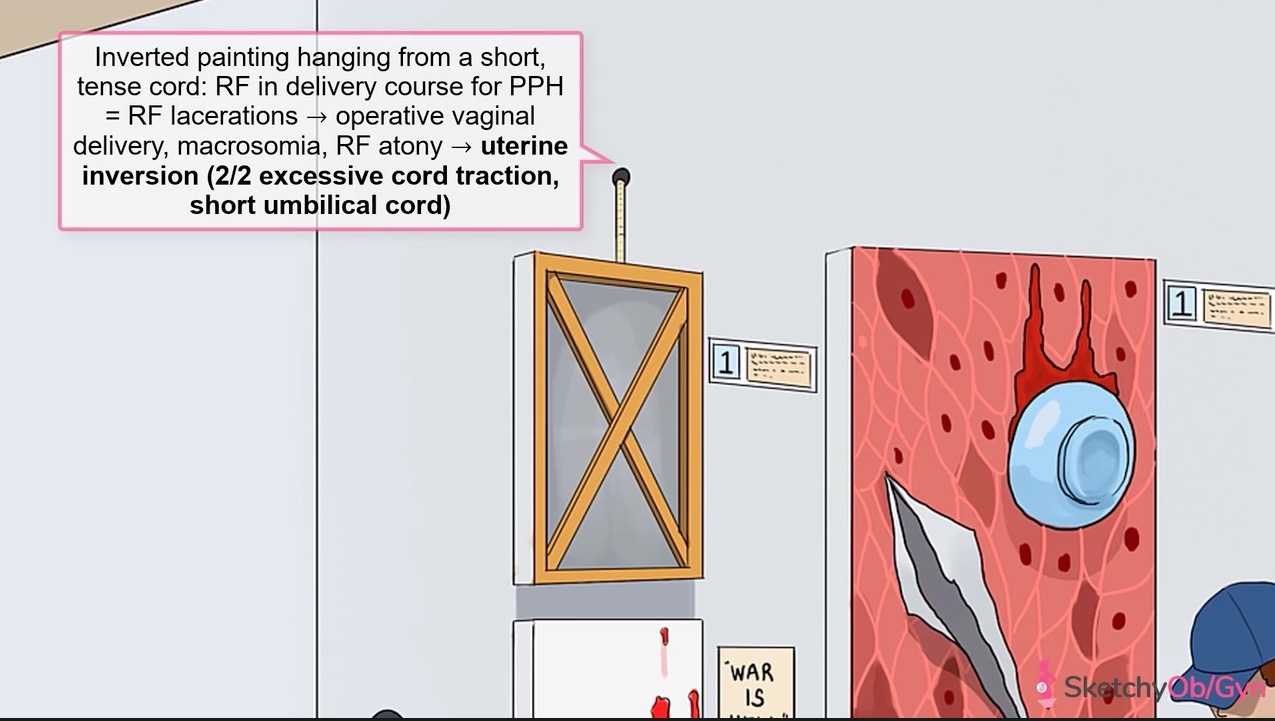 Inverted painting hanging from a short,
tense cord: RF in delivery course for PPH
= RF lacerations → operative vaginal
delivery, macrosomia, RF atony → uterine
inversion (2/2 excessive cord traction,
short umbilical cord)
1
1
"WAR
IS
SketchyOb/Gyn